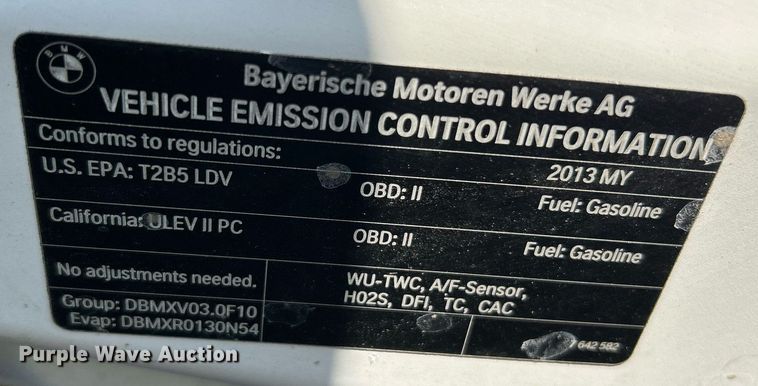 BMW
Bayerische Motoren Werke AG
VEHICLE EMISSION CONTROL INFORMATION
Conforms to regulations: 2013 MY
U.S. EPA: T2B5 LDV OBD: II Fuel: Gasoline
California: ULEV II PC OBD: II Fuel: Gasoline
No adjustments needed.
WU-TWC, A/F-Sensor,
H02S, DFI, TC, CAC
Group: DBMXV03.0F10
Evap: DBMXR0130N54
7 642 582
Purple Wave Auction